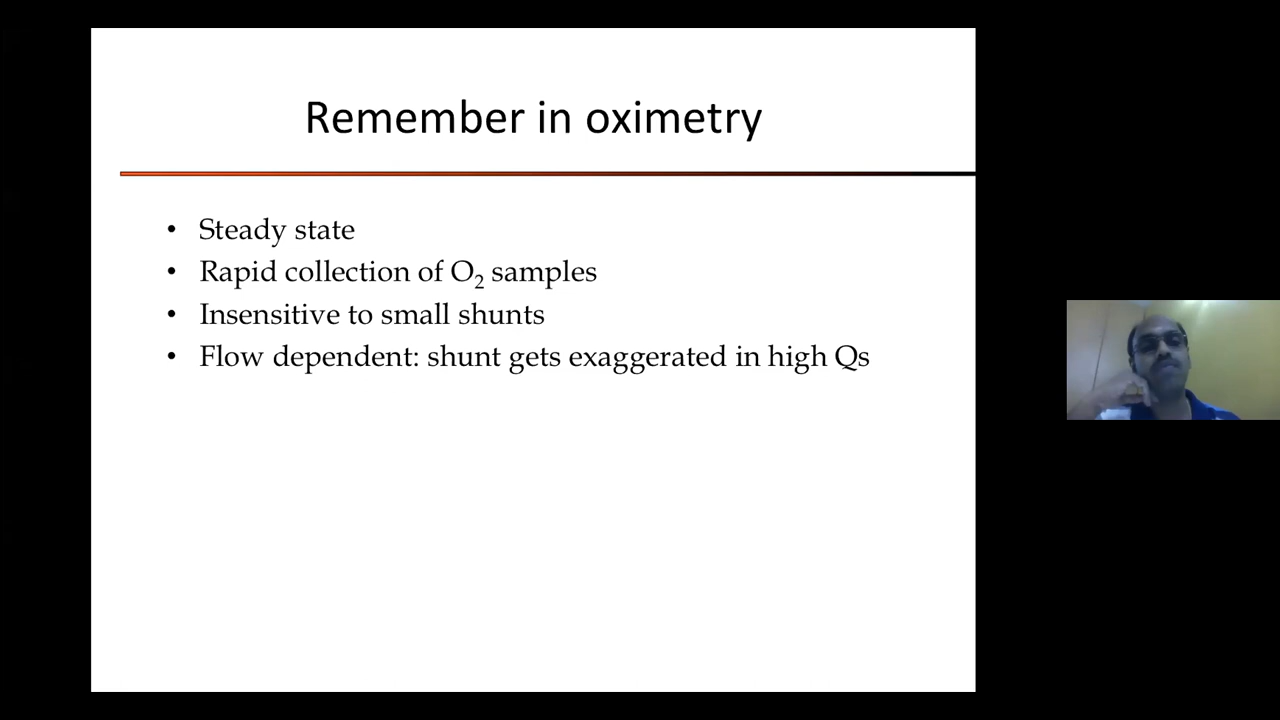 Remember in oximetry
• Steady state
• Rapid collection of O₂ samples
• Insensitive to small shunts
• Flow dependent: shunt gets exaggerated in high Qs